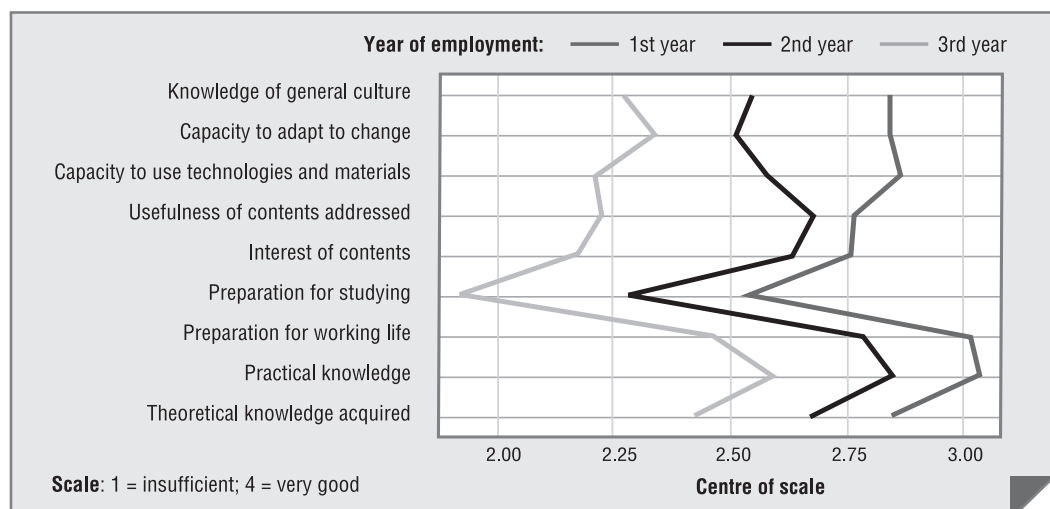 Year of employment: 1st year 2nd year 3rd year
Knowledge of general culture
Capacity to adapt to change
Capacity to use technologies and materials
Usefulness of contents addressed
Interest of contents
Preparation for studying
Preparation for working life
Practical knowledge
Theoretical knowledge acquired
2.00 2.25 2.50 2.75 3.00
Scale: 1 = insufficient; 4 = very good Centre of scale